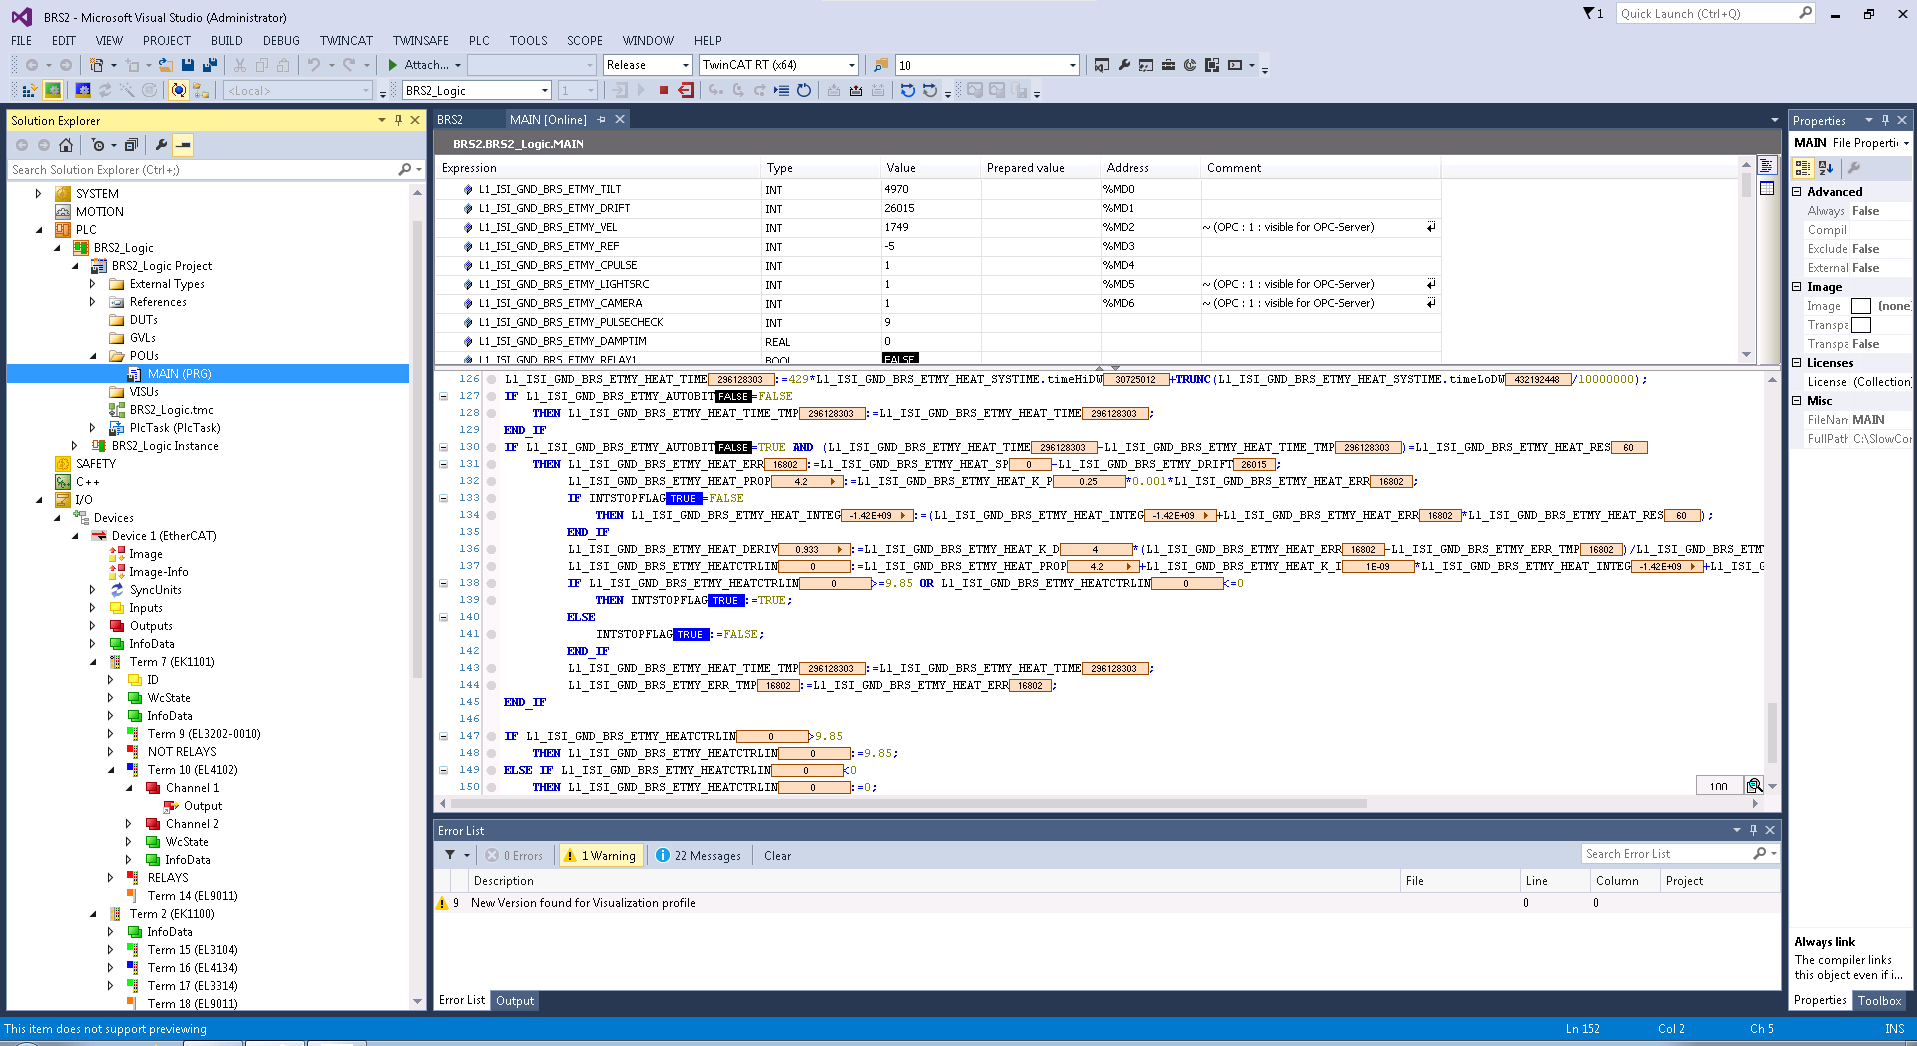 BRS2 - Microsoft Visual Studio (Administrator)
1
Quick Launch (Ctrl+Q)
FILE EDIT VIEW PROJECT BUILD DEBUG TWINCAT TWINSAFE PLC TOOLS SCOPE WINDOW HELP
Attach... Release TwinCAT RT (x64) 10
<Local> BRS2_Logic 1
Solution Explorer
Search Solution Explorer (Ctrl+;)
SYSTEM
MOTION
PLC
BRS2_Logic
BRS2_Logic Project
External Types
References
DUTs
GVLs
POUs
MAIN (PRG)
VISUs
BRS2_Logic.tmc
PlcTask (PlcTask)
BRS2_Logic Instance
SAFETY
C++
I/O
Devices
Device 1 (EtherCAT)
Image
Image-Info
SyncUnits
Inputs
Outputs
InfoData
Term 7 (EK1101)
ID
WcState
InfoData
Term 9 (EL3202-0010)
NOT RELAYS
Term 10 (EL4102)
Channel 1
Output
Channel 2
WcState
InfoData
RELAYS
Term 14 (EL9011)
Term 2 (EK1100)
InfoData
Term 15 (EL3104)
Term 16 (EL4134)
Term 17 (EL3314)
Term 18 (EL9011)
BRS2 MAIN [Online]
BRS2.BRS2_Logic.MAIN
Expression Type Value Prepared value Address Comment
L1_ISI_GND_BRS_ETMY_TILT INT 4970 %MD0
L1_ISI_GND_BRS_ETMY_DRIFT INT 26015 %MD1
L1_ISI_GND_BRS_ETMY_VEL INT 1749 %MD2 ~ (OPC : 1 : visible for OPC-Server)
L1_ISI_GND_BRS_ETMY_REF INT -5 %MD3
L1_ISI_GND_BRS_ETMY_CPULSE INT 1 %MD4
L1_ISI_GND_BRS_ETMY_LIGHTSRC INT 1 %MD5 ~ (OPC : 1 : visible for OPC-Server)
L1_ISI_GND_BRS_ETMY_CAMERA INT 1 %MD6 ~ (OPC : 1 : visible for OPC-Server)
L1_ISI_GND_BRS_ETMY_PULSECHECK INT 9
L1_ISI_GND_BRS_ETMY_DAMPTIM REAL 0
L1_ISI_GND_BRS_ETMY_RELAY1 BOOL FALSE
126 L1_ISI_GND_BRS_ETMY_HEAT_TIME 296128303 :=429*L1_ISI_GND_BRS_ETMY_HEAT_SYSTIME.timeHiDW 30725012 +TRUNC(L1_ISI_GND_BRS_ETMY_HEAT_SYSTIME.timeLoDW 432192448 /10000000);
127 IF L1_ISI_GND_BRS_ETMY_AUTOBIT FALSE =FALSE
128 THEN L1_ISI_GND_BRS_ETMY_HEAT_TIME_TMP 296128303 :=L1_ISI_GND_BRS_ETMY_HEAT_TIME 296128303 ;
129 END_IF
130 IF L1_ISI_GND_BRS_ETMY_AUTOBIT FALSE =TRUE AND (L1_ISI_GND_BRS_ETMY_HEAT_TIME 296128303 -L1_ISI_GND_BRS_ETMY_HEAT_TIME_TMP 296128303 )=L1_ISI_GND_BRS_ETMY_HEAT_RES 60
131 THEN L1_ISI_GND_BRS_ETMY_HEAT_ERR 16802 :=L1_ISI_GND_BRS_ETMY_HEAT_SP 0 -L1_ISI_GND_BRS_ETMY_DRIFT 26015 ;
132 L1_ISI_GND_BRS_ETMY_HEAT_PROP 4.2 :=L1_ISI_GND_BRS_ETMY_HEAT_K_P 0.25 *0.001*L1_ISI_GND_BRS_ETMY_HEAT_ERR 16802 ;
133 IF INTSTOPFLAG TRUE =FALSE
134 THEN L1_ISI_GND_BRS_ETMY_HEAT_INTEG -1.42E+09 :=(L1_ISI_GND_BRS_ETMY_HEAT_INTEG -1.42E+09 +L1_ISI_GND_BRS_ETMY_HEAT_ERR 16802 *L1_ISI_GND_BRS_ETMY_HEAT_RES 60 );
135 END_IF
136 L1_ISI_GND_BRS_ETMY_HEAT_DERIV 0.933 :=L1_ISI_GND_BRS_ETMY_HEAT_K_D 4 *(L1_ISI_GND_BRS_ETMY_HEAT_ERR 16802 -L1_ISI_GND_BRS_ETMY_ERR_TMP 16802 )/L1_ISI_GND_BRS_ETM
137 L1_ISI_GND_BRS_ETMY_HEATCTRLIN 0 :=L1_ISI_GND_BRS_ETMY_HEAT_PROP 4.2 +L1_ISI_GND_BRS_ETMY_HEAT_K_I 1E-09 *L1_ISI_GND_BRS_ETMY_HEAT_INTEG -1.42E+09 +L1_ISI_G
138 IF L1_ISI_GND_BRS_ETMY_HEATCTRLIN 0 >=9.85 OR L1_ISI_GND_BRS_ETMY_HEATCTRLIN 0 <=0
139 THEN INTSTOPFLAG TRUE :=TRUE;
140 ELSE
141 INTSTOPFLAG TRUE :=FALSE;
142 END_IF
143 L1_ISI_GND_BRS_ETMY_HEAT_TIME_TMP 296128303 :=L1_ISI_GND_BRS_ETMY_HEAT_TIME 296128303 ;
144 L1_ISI_GND_BRS_ETMY_ERR_TMP 16802 :=L1_ISI_GND_BRS_ETMY_HEAT_ERR 16802 ;
145 END_IF
146
147 IF L1_ISI_GND_BRS_ETMY_HEATCTRLIN 0 >9.85
148 THEN L1_ISI_GND_BRS_ETMY_HEATCTRLIN 0 :=9.85;
149 ELSE IF L1_ISI_GND_BRS_ETMY_HEATCTRLIN 0 <0
150 THEN L1_ISI_GND_BRS_ETMY_HEATCTRLIN 0 :=0;
100
Error List
0 Errors 1 Warning 22 Messages Clear
Search Error List
Description File Line Column Project
9 New Version found for Visualization profile 0 0
Error List Output
Properties
MAIN File Properti
Advanced
Always False
Compil
Exclude False
External False
Image
Image (none)
Transpa
Transpa False
Licenses
License (Collection)
Misc
FileNam MAIN
FullPath C:\SlowCor
Always link
The compiler links
this object even if i...
Properties Toolbox
This item does not support previewing
Ln 152 Col 2 Ch 5 INS